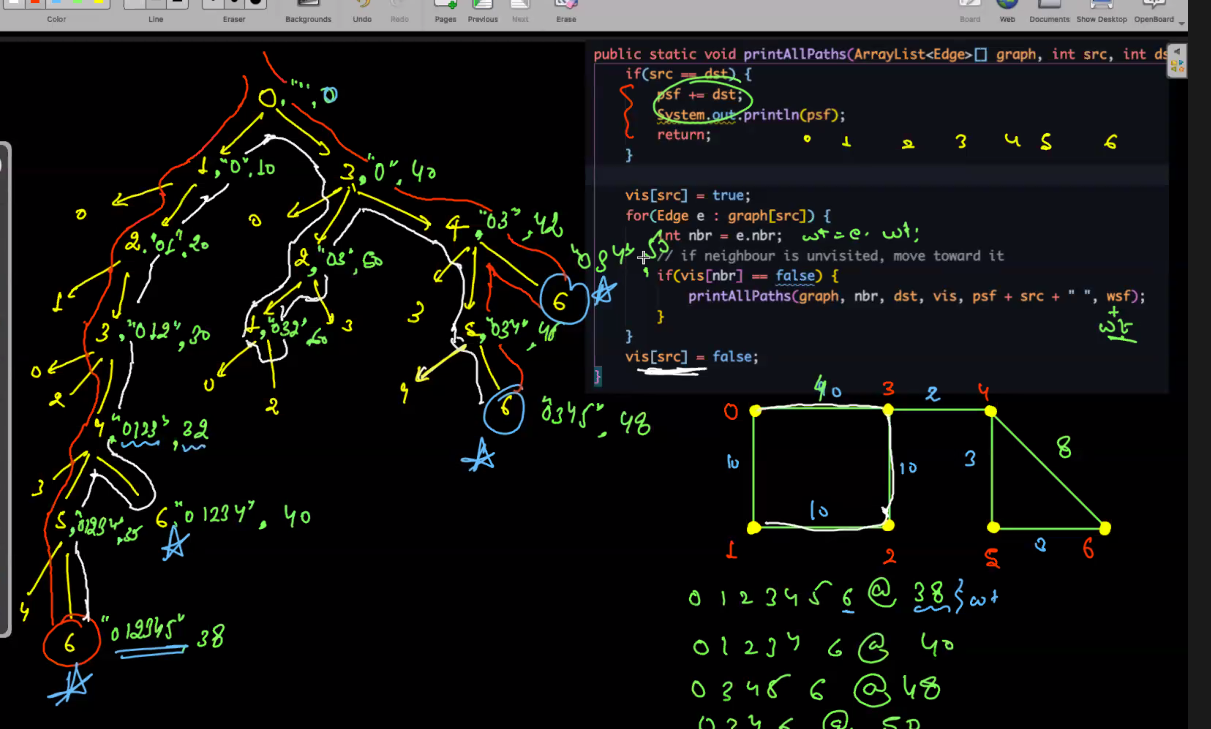 Color
Line
Eraser
Backgrounds
Undo
Redo
Pages
Previous
Next
Erase
Board
Web
Documents
Show Desktop
OpenBoard
public static void printAllPaths(ArrayList<Edge>[] graph, int src, int ds
if(src == dst) {
psf += dst;
System.out.println(psf);
return;
}
0 1 2 3 4 5 6
vis[src] = true;
for(Edge e : graph[src]) {
int nbr = e.nbr; wt = e. wt;
// if neighbour is unvisited, move toward it
if(vis[nbr] == false) {
printAllPaths(graph, nbr, dst, vis, psf + src + " ", wsf);
+
wt
}
}
vis[src] = false;
}
0, "", 0
1, "0", 10
3, "0", 40
0
2, "01", 20
0
2, "03", 50
4, "03", 42
"034", 50
1
3, "012", 30
1, "032", 60
3
3
5, "034", 45
6
0
2
0
2
4
6 "0345", 48
4, "0123", 32
3
5, "01234", 35
6, "01234", 40
4
6 "012345" 38
0 40 3 2 4
10 10 3 8
10
1 2 5 3 6
0 1 2 3 4 5 6 @ 38 } wt
0 1 2 3 4 6 @ 40
0 3 4 5 6 @ 48
0 3 4 6 @ 50